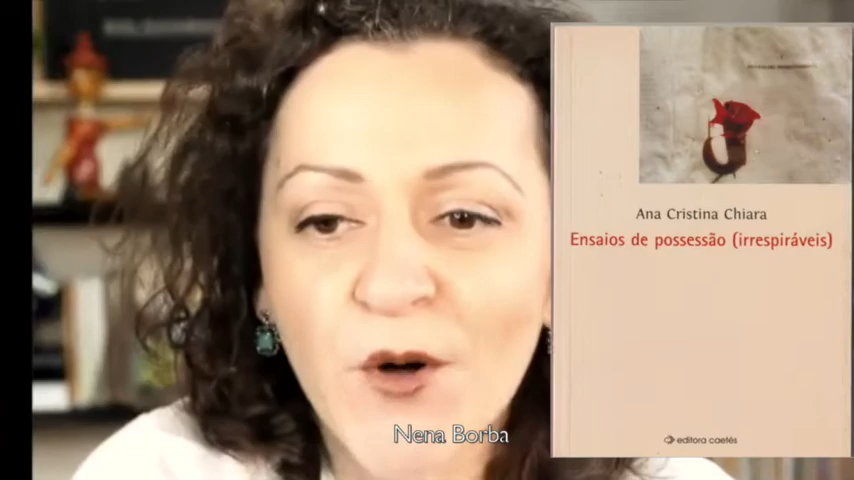 Ana Cristina Chiara
Ensaios de possessão (irrespiráveis)
editora caetés
Nena Borba